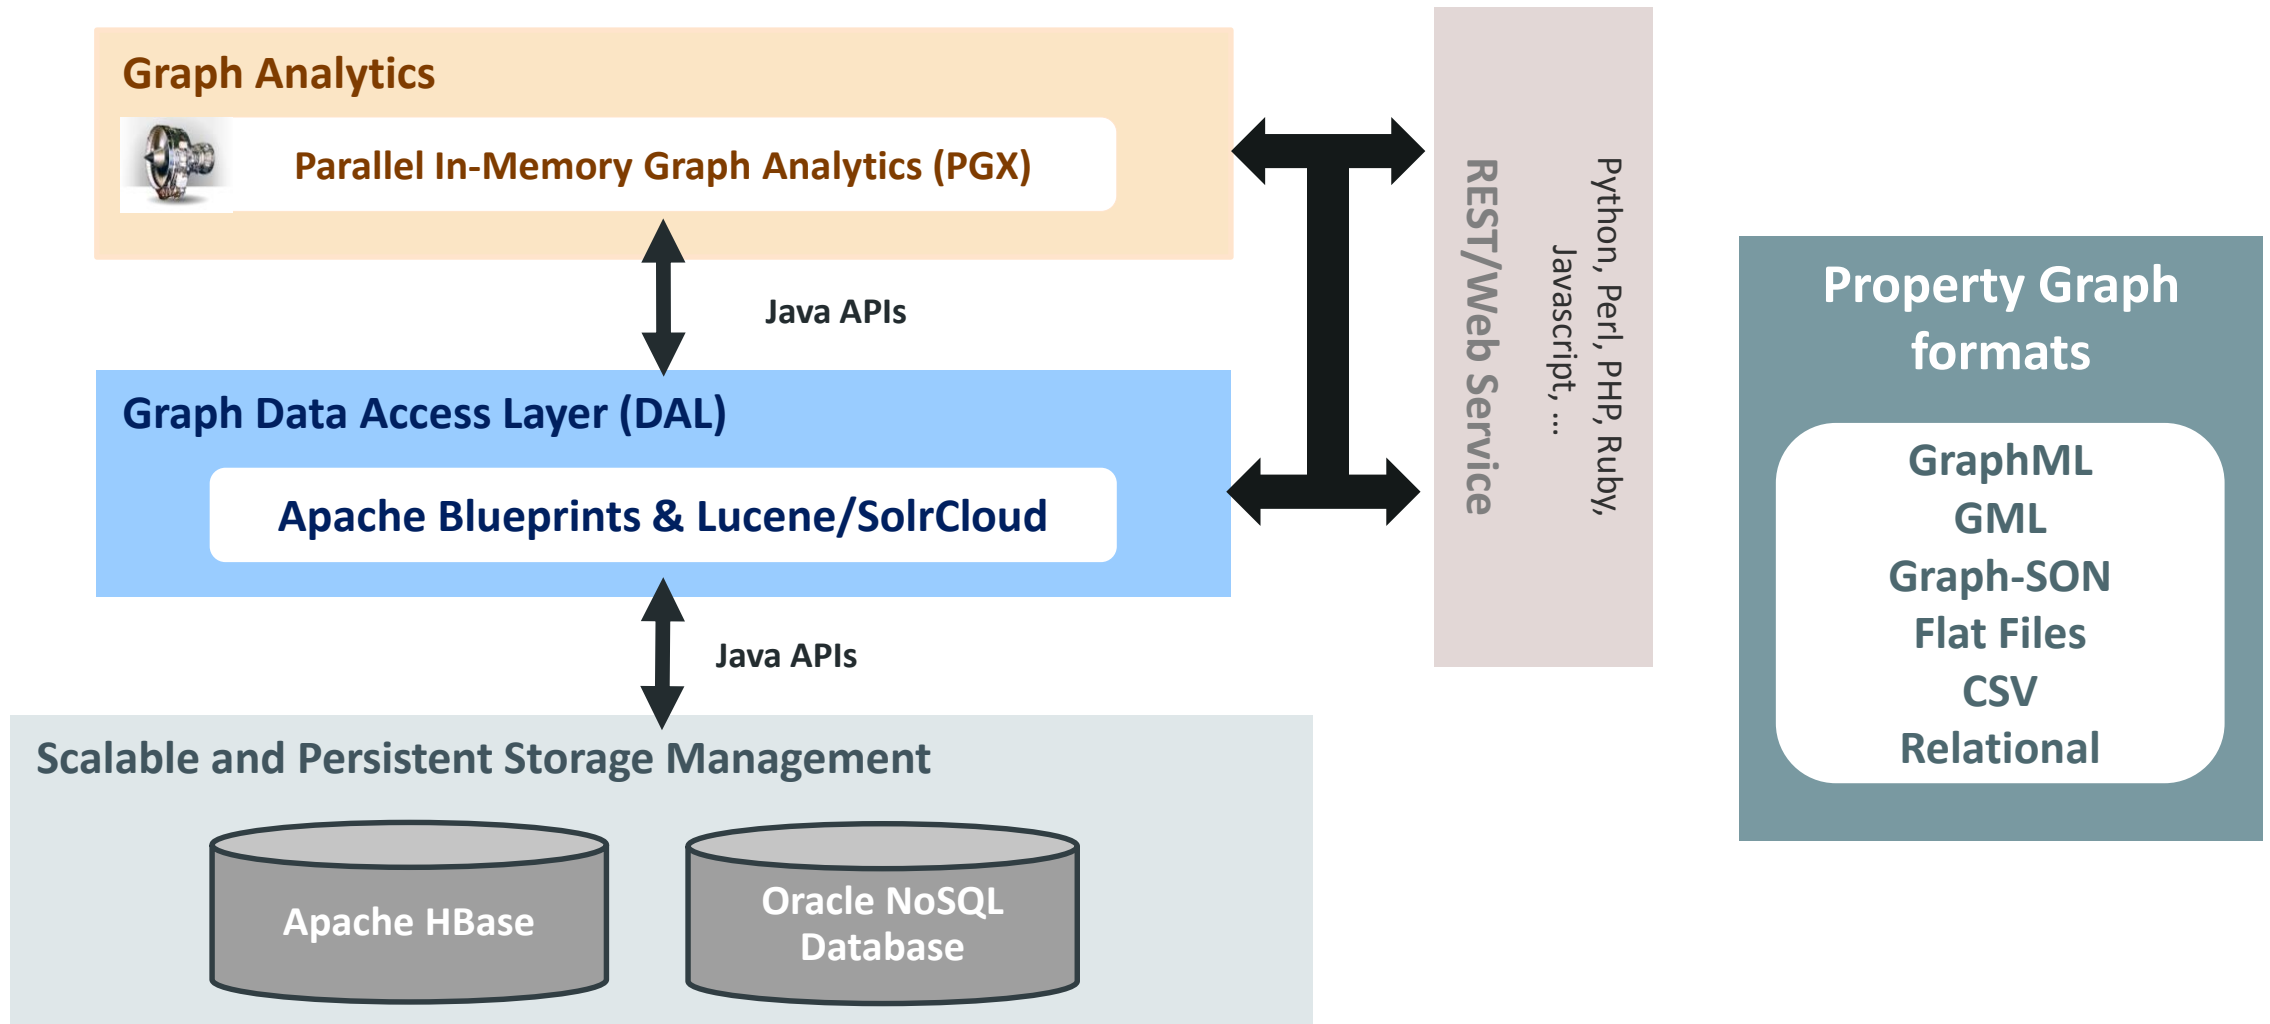 Graph Analytics
Parallel In-Memory Graph Analytics (PGX)
Java APIs
Graph Data Access Layer (DAL)
Apache Blueprints & Lucene/SolrCloud
Java APIs
Scalable and Persistent Storage Management
Apache HBase
Oracle NoSQL
Database
REST/Web Service
Python, Perl, PHP, Ruby,
Javascript, ...
Property Graph
formats
GraphML
GML
Graph-SON
Flat Files
CSV
Relational